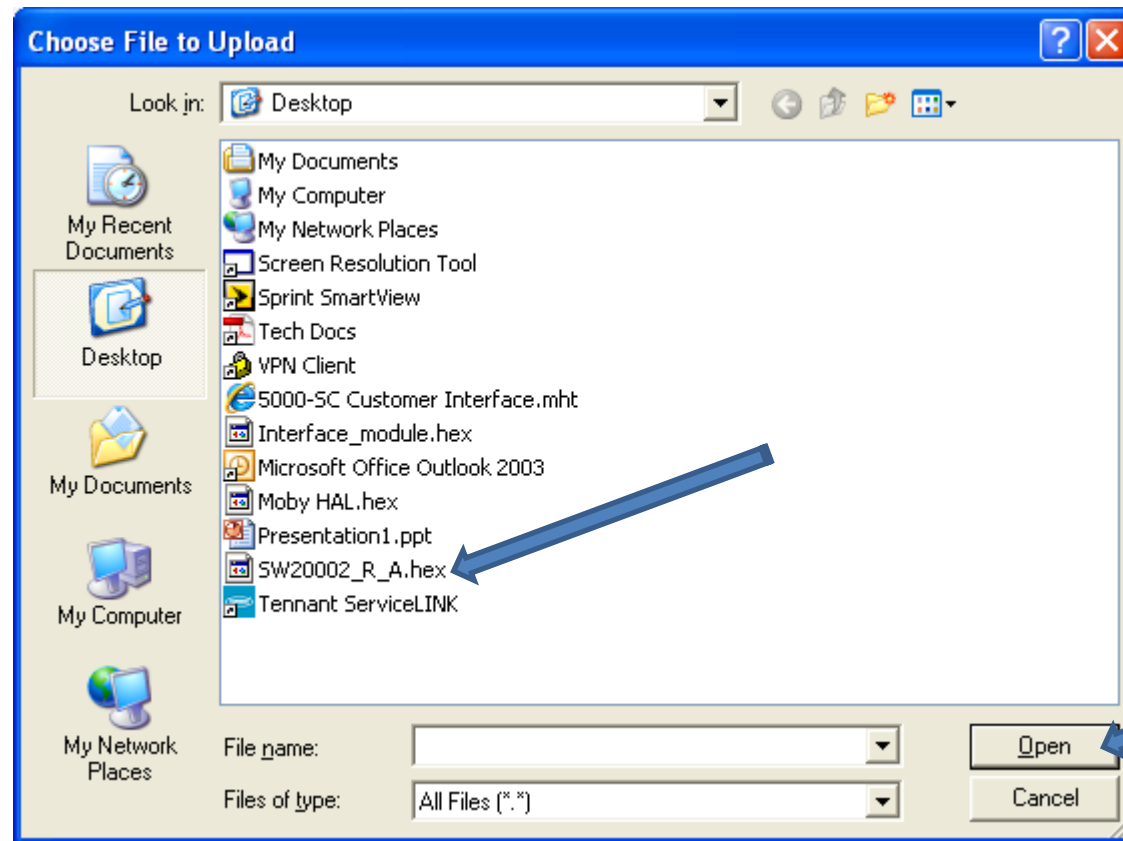 Choose File to Upload
Look in:
Desktop
My Recent
Documents
Desktop
My Documents
My Computer
My Network
Places
My Documents
My Computer
My Network Places
Screen Resolution Tool
Sprint SmartView
Tech Docs
VPN Client
5000-SC Customer Interface.mht
Interface_module.hex
Microsoft Office Outlook 2003
Moby HAL.hex
Presentation1.ppt
SW20002_R_A.hex
Tennant ServiceLINK
File name:
Open
Files of type:
All Files (*.*)
Cancel